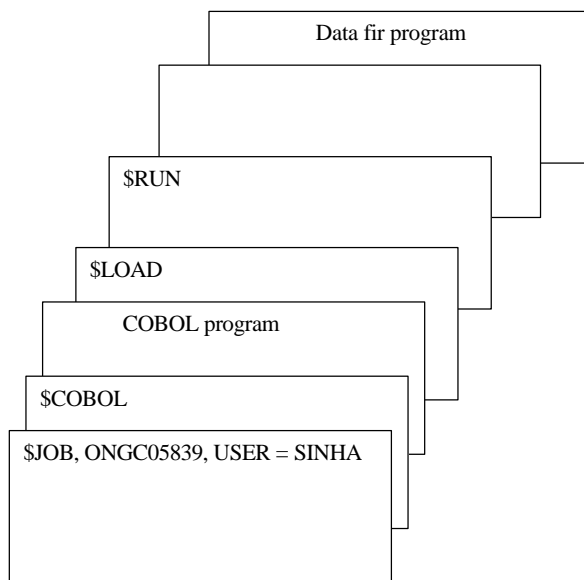 Data fir program
$RUN
$LOAD
COBOL program
$COBOL
$JOB, ONGC05839, USER = SINHA